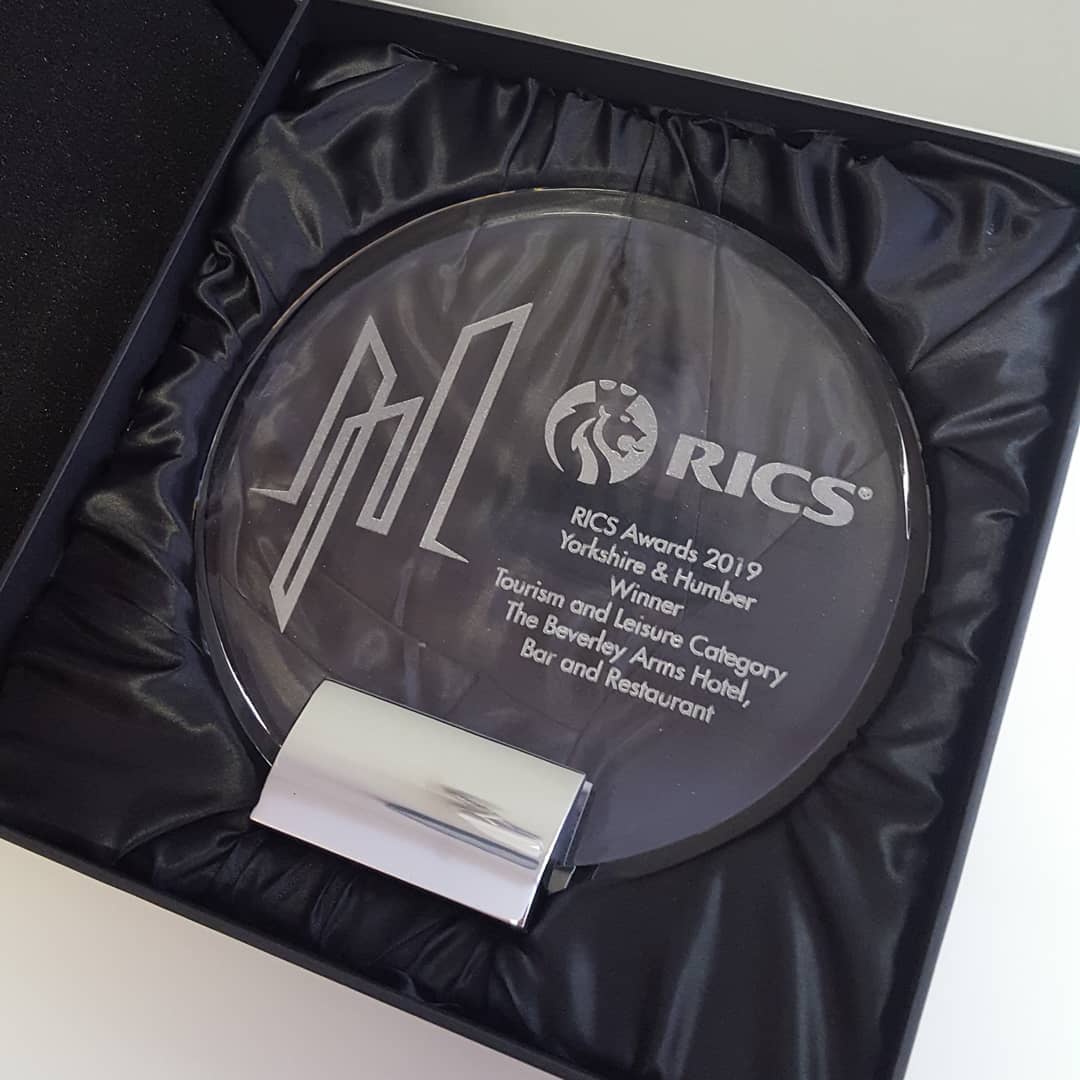 RICS®
RICS Awards 2019
Yorkshire & Humber
Winner
Tourism and Leisure Category
The Beverley Arms Hotel,
Bar and Restaurant